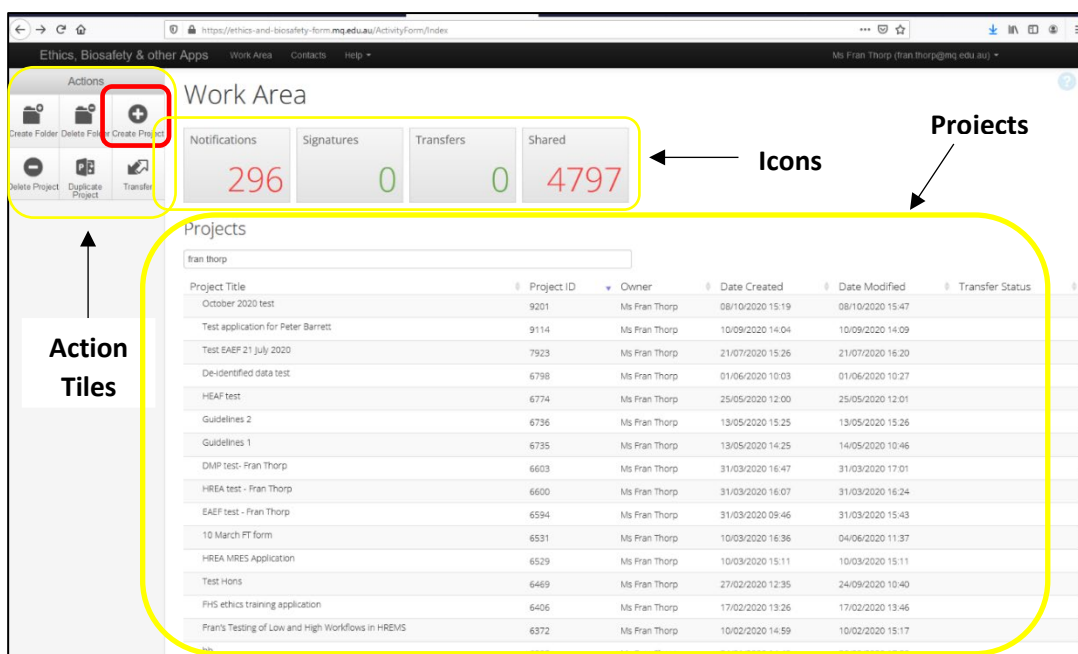 https://ethics-and-biosafety-form.mq.edu.au/ActivityForm/Index
Ethics, Biosafety & other Apps Work Area Contacts Help Ms Fran Thorp (fran.thorp@mq.edu.au)
Actions
Create Folder Delete Folder Create Project
Delete Project Duplicate Project Transfer
Work Area
Notifications Signatures Transfers Shared
296 0 0 4797
Icons
Projects
Action
Tiles
Projects
fran thorp
Project Title Project ID Owner Date Created Date Modified Transfer Status
October 2020 test 9201 Ms Fran Thorp 08/10/2020 15:19 08/10/2020 15:47
Test application for Peter Barrett 9114 Ms Fran Thorp 10/09/2020 14:04 10/09/2020 14:09
Test EAEF 21 July 2020 7923 Ms Fran Thorp 21/07/2020 15:26 21/07/2020 16:20
De-identified data test 6798 Ms Fran Thorp 01/06/2020 10:03 01/06/2020 10:27
HEAF test 6774 Ms Fran Thorp 25/05/2020 12:00 25/05/2020 12:01
Guidelines 2 6736 Ms Fran Thorp 13/05/2020 15:25 13/05/2020 15:26
Guidelines 1 6735 Ms Fran Thorp 13/05/2020 14:25 14/05/2020 10:46
DMP test- Fran Thorp 6603 Ms Fran Thorp 31/03/2020 16:47 31/03/2020 17:01
HREA test - Fran Thorp 6600 Ms Fran Thorp 31/03/2020 16:07 31/03/2020 16:24
EAEF test - Fran Thorp 6594 Ms Fran Thorp 31/03/2020 09:46 31/03/2020 15:43
10 March FT form 6531 Ms Fran Thorp 10/03/2020 16:36 04/06/2020 11:37
HREA MRES Application 6529 Ms Fran Thorp 10/03/2020 15:11 10/03/2020 15:11
Test Hons 6469 Ms Fran Thorp 27/02/2020 12:35 24/09/2020 10:40
FHS ethics training application 6406 Ms Fran Thorp 17/02/2020 13:26 17/02/2020 13:46
Fran's Testing of Low and High Workflows in HREMS 6372 Ms Fran Thorp 10/02/2020 14:59 10/02/2020 15:17